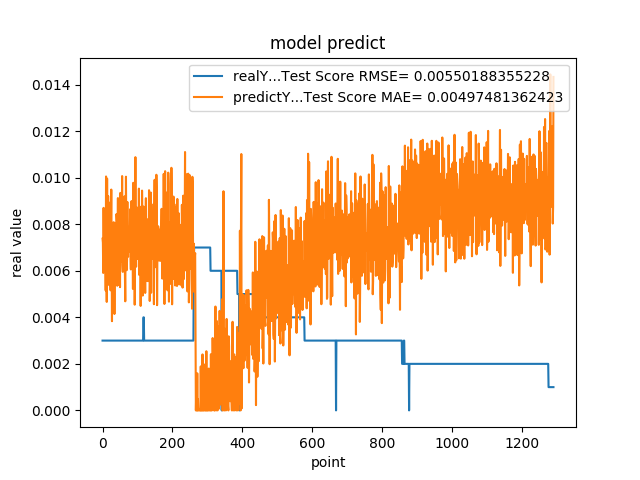 model predict
realY...Test Score RMSE= 0.00550188355228
predictY...Test Score MAE= 0.00497481362423
0.014
0.012
0.010
0.008
0.006
0.004
0.002
0.000
real value
0 200 400 600 800 1000 1200
point